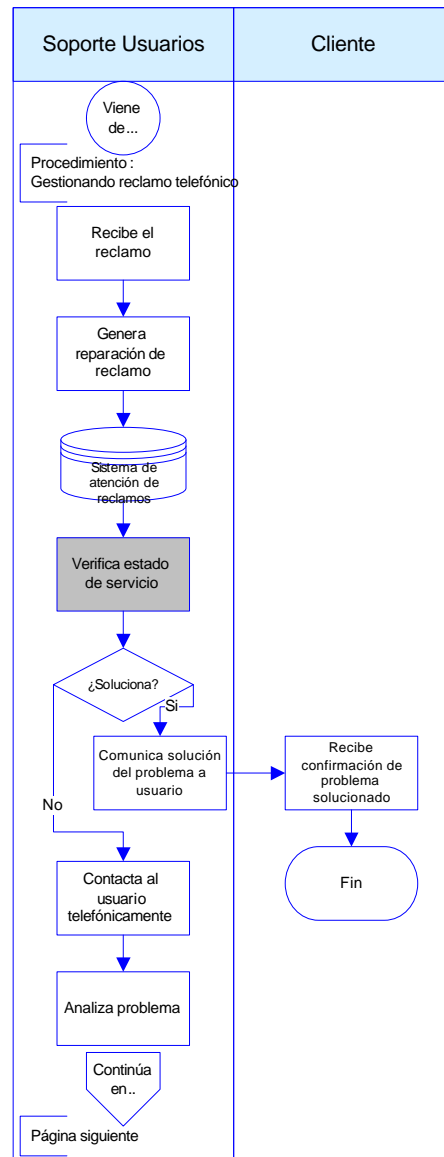 Soporte Usuarios
Cliente
Viene
de...
Procedimiento :
Gestionando reclamo telefónico
Recibe el
reclamo
Genera
reparación de
reclamo
Sistema de
atención de
reclamos
Verifica estado
de servicio
¿Soluciona?
Si
Comunica solución
del problema a
usuario
Recibe
confirmación de
problema
solucionado
No
Fin
Contacta al
usuario
telefónicamente
Analiza problema
Continúa
en..
Página siguiente